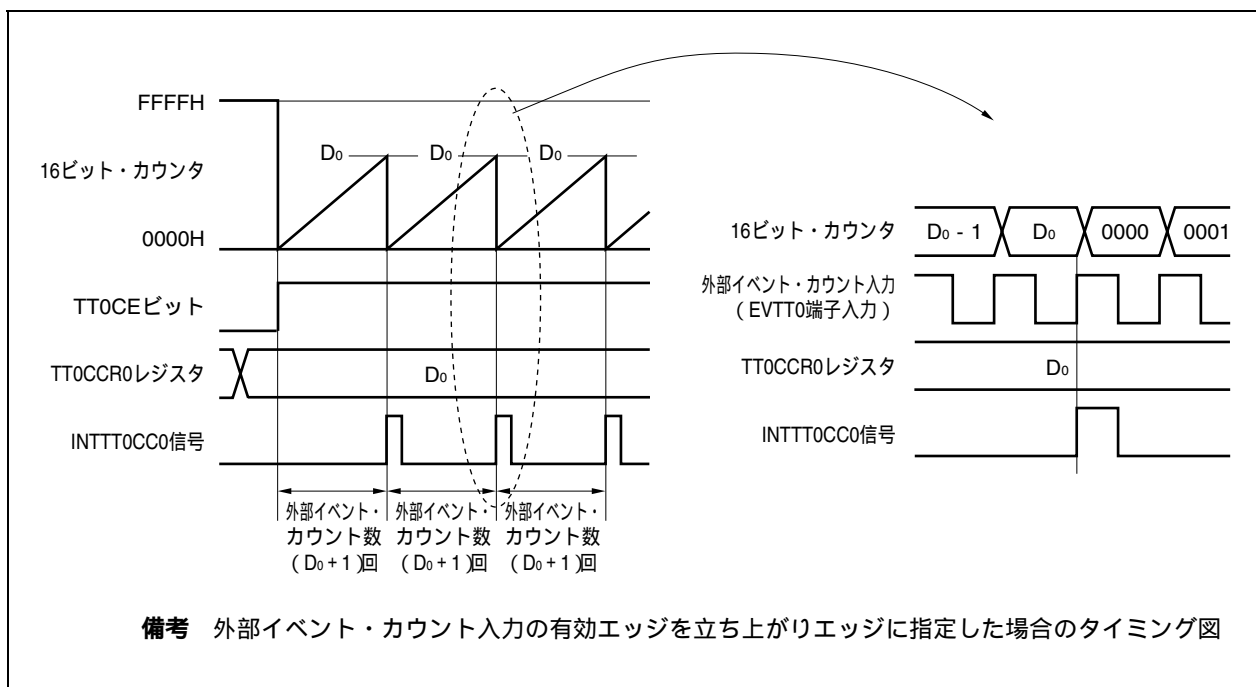 FFFFH
D0 D0 D0
16ビット・カウンタ
0000H
TT0CEビット
TT0CCR0レジスタ
D0
INTTT0CC0信号
外部イベント・
カウント数
(D0+1)回
外部イベント・
カウント数
(D0+1)回
外部イベント・
カウント数
(D0+1)回
16ビット・カウンタ
D0 - 1 D0 0000 0001
外部イベント・カウント入力
(EVTT0端子入力)
TT0CCR0レジスタ
D0
INTTT0CC0信号
備考 外部イベント・カウント入力の有効エッジを立ち上がりエッジに指定した場合のタイミング図